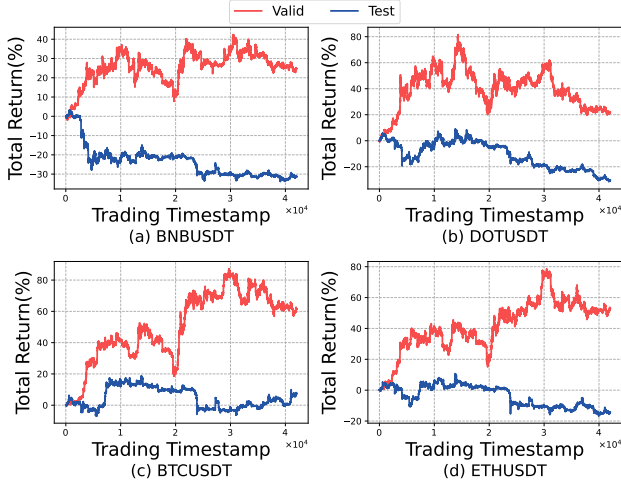 Valid Test
Total Return(%)
40
30
20
10
0
−10
−20
−30
0 1 2 3 4
×10⁴
Trading Timestamp
(a) BNBUSDT
Total Return(%)
80
60
40
20
0
−20
0 1 2 3 4
×10⁴
Trading Timestamp
(b) DOTUSDT
Total Return(%)
80
60
40
20
0
0 1 2 3 4
×10⁴
Trading Timestamp
(c) BTCUSDT
Total Return(%)
80
60
40
20
0
−20
0 1 2 3 4
×10⁴
Trading Timestamp
(d) ETHUSDT